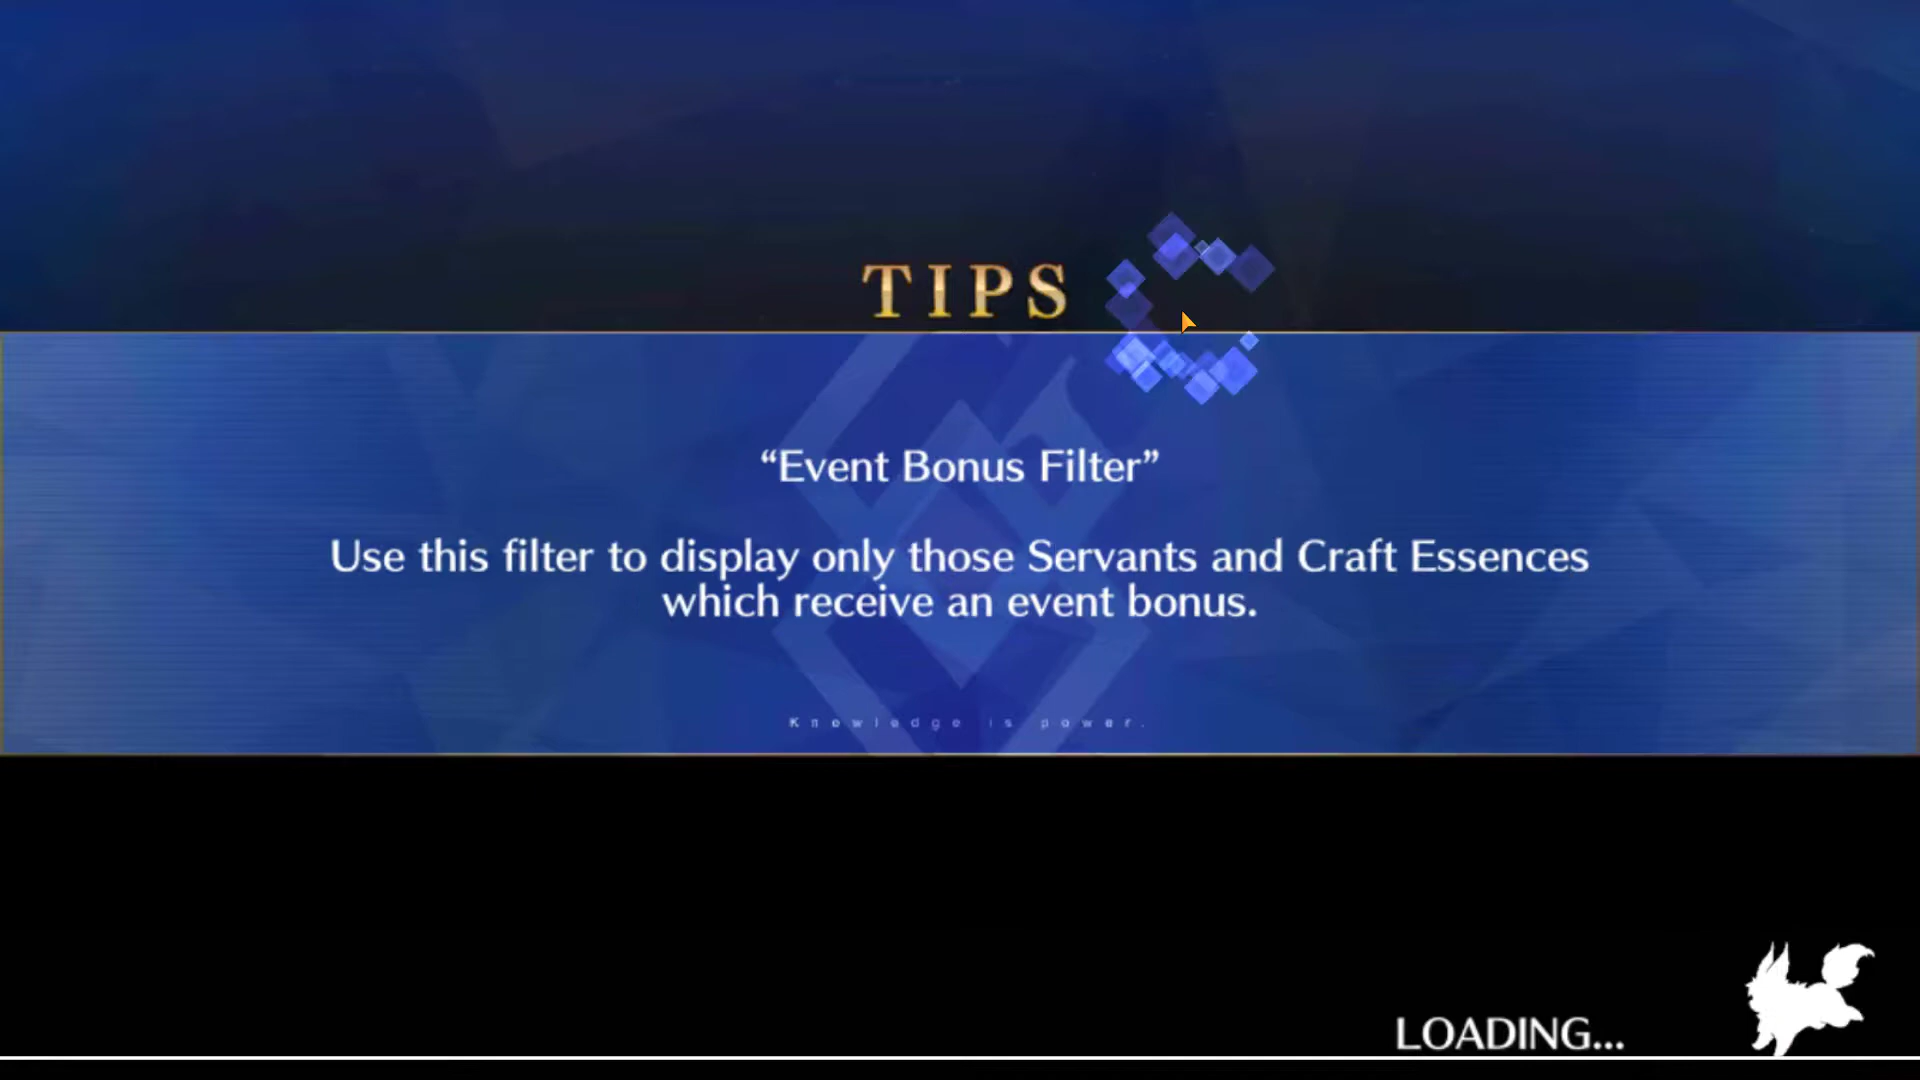 TIPS
“Event Bonus Filter”
Use this filter to display only those Servants and Craft Essences
which receive an event bonus.
Knowledge is power.
LOADING...